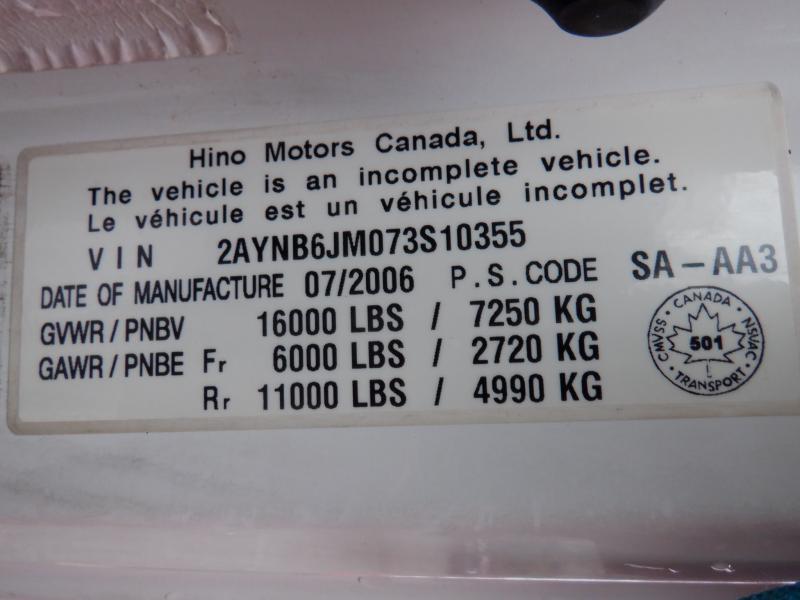 Hino Motors Canada, Ltd.
The vehicle is an incomplete vehicle.
Le véhicule est un véhicule incomplet.
VIN 2AYNB6JM073S10355
DATE OF MANUFACTURE 07/2006 P.S.CODE SA-AA3
GVWR/PNBV 16000 LBS / 7250 KG
GAWR/PNBE Fr 6000 LBS / 2720 KG
Rr 11000 LBS / 4990 KG
CANADA
CMVSS 501 NSVAC
TRANSPORT